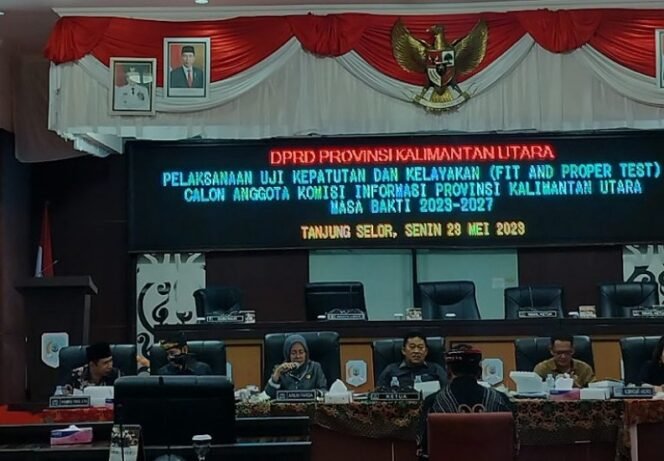 DPRD PROVINSI KALIMANTAN UTARA
PELAKSANAAN UJI KEPATUTAN DAN KELAYAKAN (FIT AND PROPER TEST)
CALON ANGGOTA KOMISI INFORMASI PROVINSI KALIMANTAN UTARA
MASA BAKTI 2023-2027
TANJUNG SELOR, SENIN 29 MEI 2023
KETUA